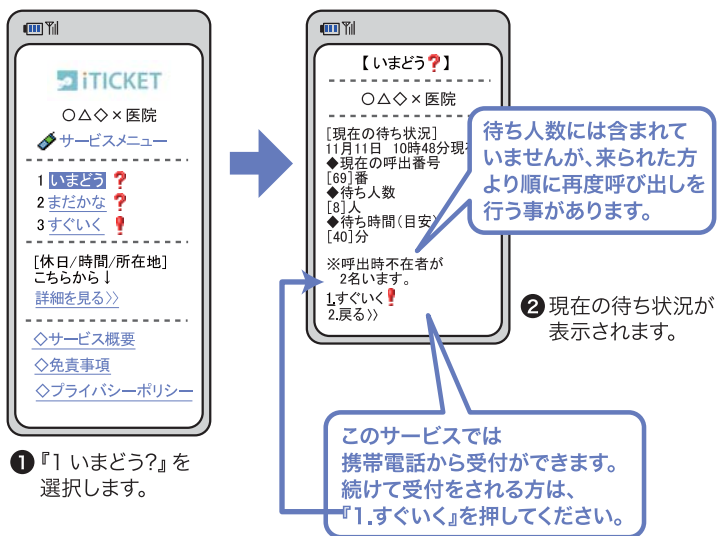 iTICKET
○△◇×医院
サービスメニュー
1 いまどう❓
2 まだかな❓
3 すぐいく❗
[休日/時間/所在地]
こちらから↓
詳細を見る》
◇サービス概要
◇免責事項
◇プライバシーポリシー
❶『1 いまどう?』を
選択します。
【いまどう❓】
○△◇×医院
[現在の待ち状況]
11月11日 10時48分現
◆現在の呼出番号
[69]番
◆待ち人数
[8]人
◆待ち時間(目安)
[40]分
※呼出時不在者が
2名います。
1.すぐいく❗
2.戻る》
待ち人数には含まれて
いませんが、来られた方
より順に再度呼び出しを
行う事があります。
❷現在の待ち状況が
表示されます。
このサービスでは
携帯電話から受付ができます。
続けて受付をされる方は、
『1.すぐいく』を押してください。